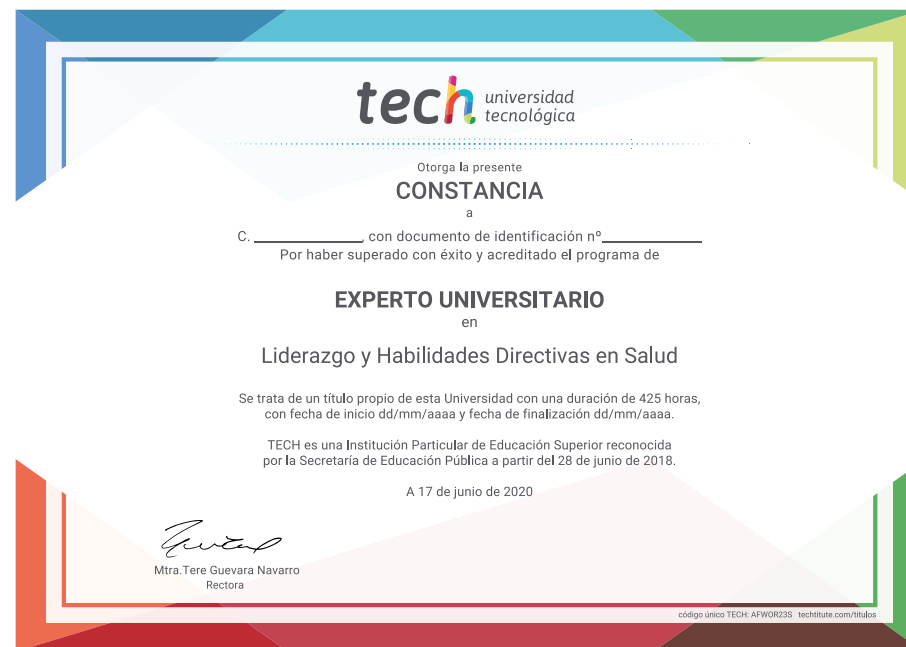 tech universidad
tecnológica
Otorga la presente
CONSTANCIA
a
C. ________________, con documento de identificación nº_______________
Por haber superado con éxito y acreditado el programa de
EXPERTO UNIVERSITARIO
en
Liderazgo y Habilidades Directivas en Salud
Se trata de un título propio de esta Universidad con una duración de 425 horas,
con fecha de inicio dd/mm/aaaa y fecha de finalización dd/mm/aaaa.
TECH es una Institución Particular de Educación Superior reconocida
por la Secretaría de Educación Pública a partir del 28 de junio de 2018.
A 17 de junio de 2020
Mtra.Tere Guevara Navarro
Rectora
código único TECH: AFWOR23S techtitute.com/titulos